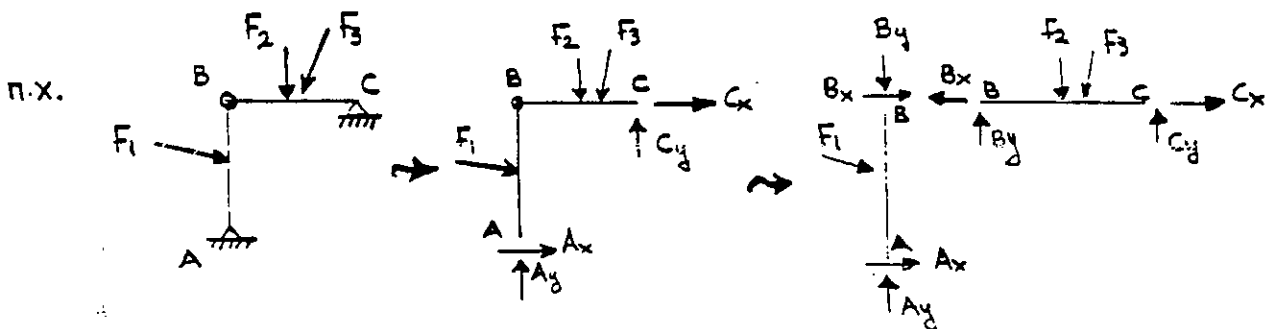 π.χ.
F₂ F₃
B C
F₁
A
F₂ F₃
B C Cx
F₁ Cy
A Ax
Ay
By F₂ F₃
Bx Bx B C Cx
B
F₁ By Cy
A Ax
Ay